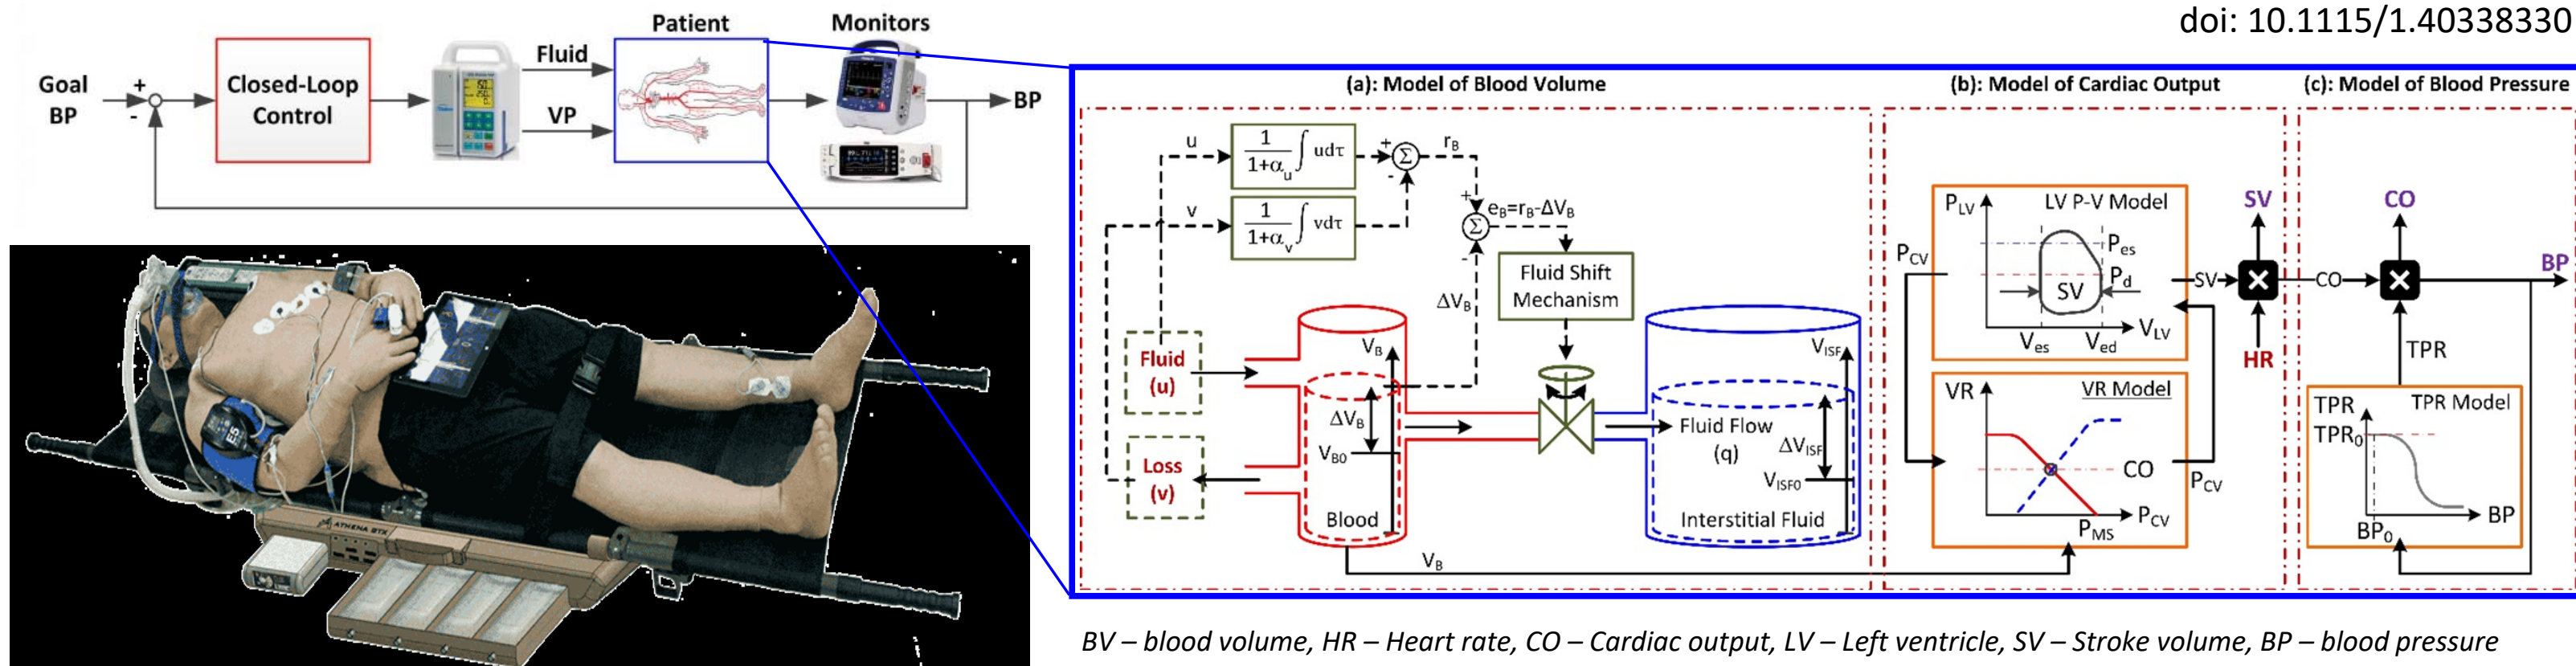 doi: 10.1115/1.40338330
Patient
Monitors
Goal
BP
+
-
Closed-Loop
Control
Fluid
VP
BP
(a): Model of Blood Volume
(b): Model of Cardiac Output
(c): Model of Blood Pressure
u
1
1+αu
∫ udτ
+
-
Σ
rB
v
1
1+αv
∫ vdτ
+
-
Σ
eB=rB-ΔVB
ΔVB
Fluid Shift
Mechanism
Fluid
(u)
Loss
(v)
VB
ΔVB
VB0
Blood
Fluid Flow
(q)
VISF
ΔVISF
VISF0
Interstitial Fluid
VB
PCV
PLV
LV P-V Model
Pes
Pd
SV
Ves
Ved
VLV
VR
VR Model
CO
PMS
PCV
PCV
SV
SV
×
HR
CO
CO
×
BP
TPR
TPR
TPR Model
TPR0
BP0
BP
ATHENA GTX
BV – blood volume, HR – Heart rate, CO – Cardiac output, LV – Left ventricle, SV – Stroke volume, BP – blood pressure